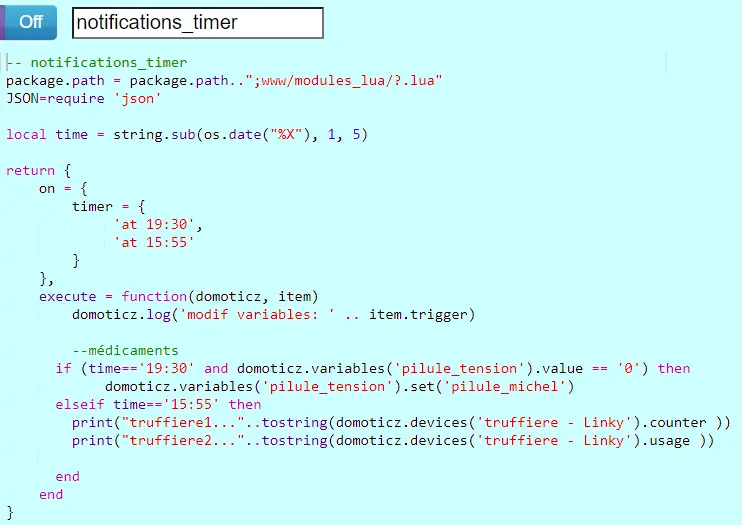 Off notifications_timer
-- notifications_timer
package.path = package.path..";www/modules_lua/?.lua"
JSON=require 'json'
local time = string.sub(os.date("%X"), 1, 5)
return {
    on = {
        timer = {
             'at 19:30',
             'at 15:55'
        }
    },
    execute = function(domoticz, item)
        domoticz.log('modif variables: ' .. item.trigger)
        --médicaments
      if (time=='19:30' and domoticz.variables('pilule_tension').value == '0') then
            domoticz.variables('pilule_tension').set('pilule_michel')
      elseif time=='15:55' then
        print("truffiere1..."..tostring(domoticz.devices('truffiere - Linky').counter ))
        print("truffiere2..."..tostring(domoticz.devices('truffiere - Linky').usage ))
      end
    end
}